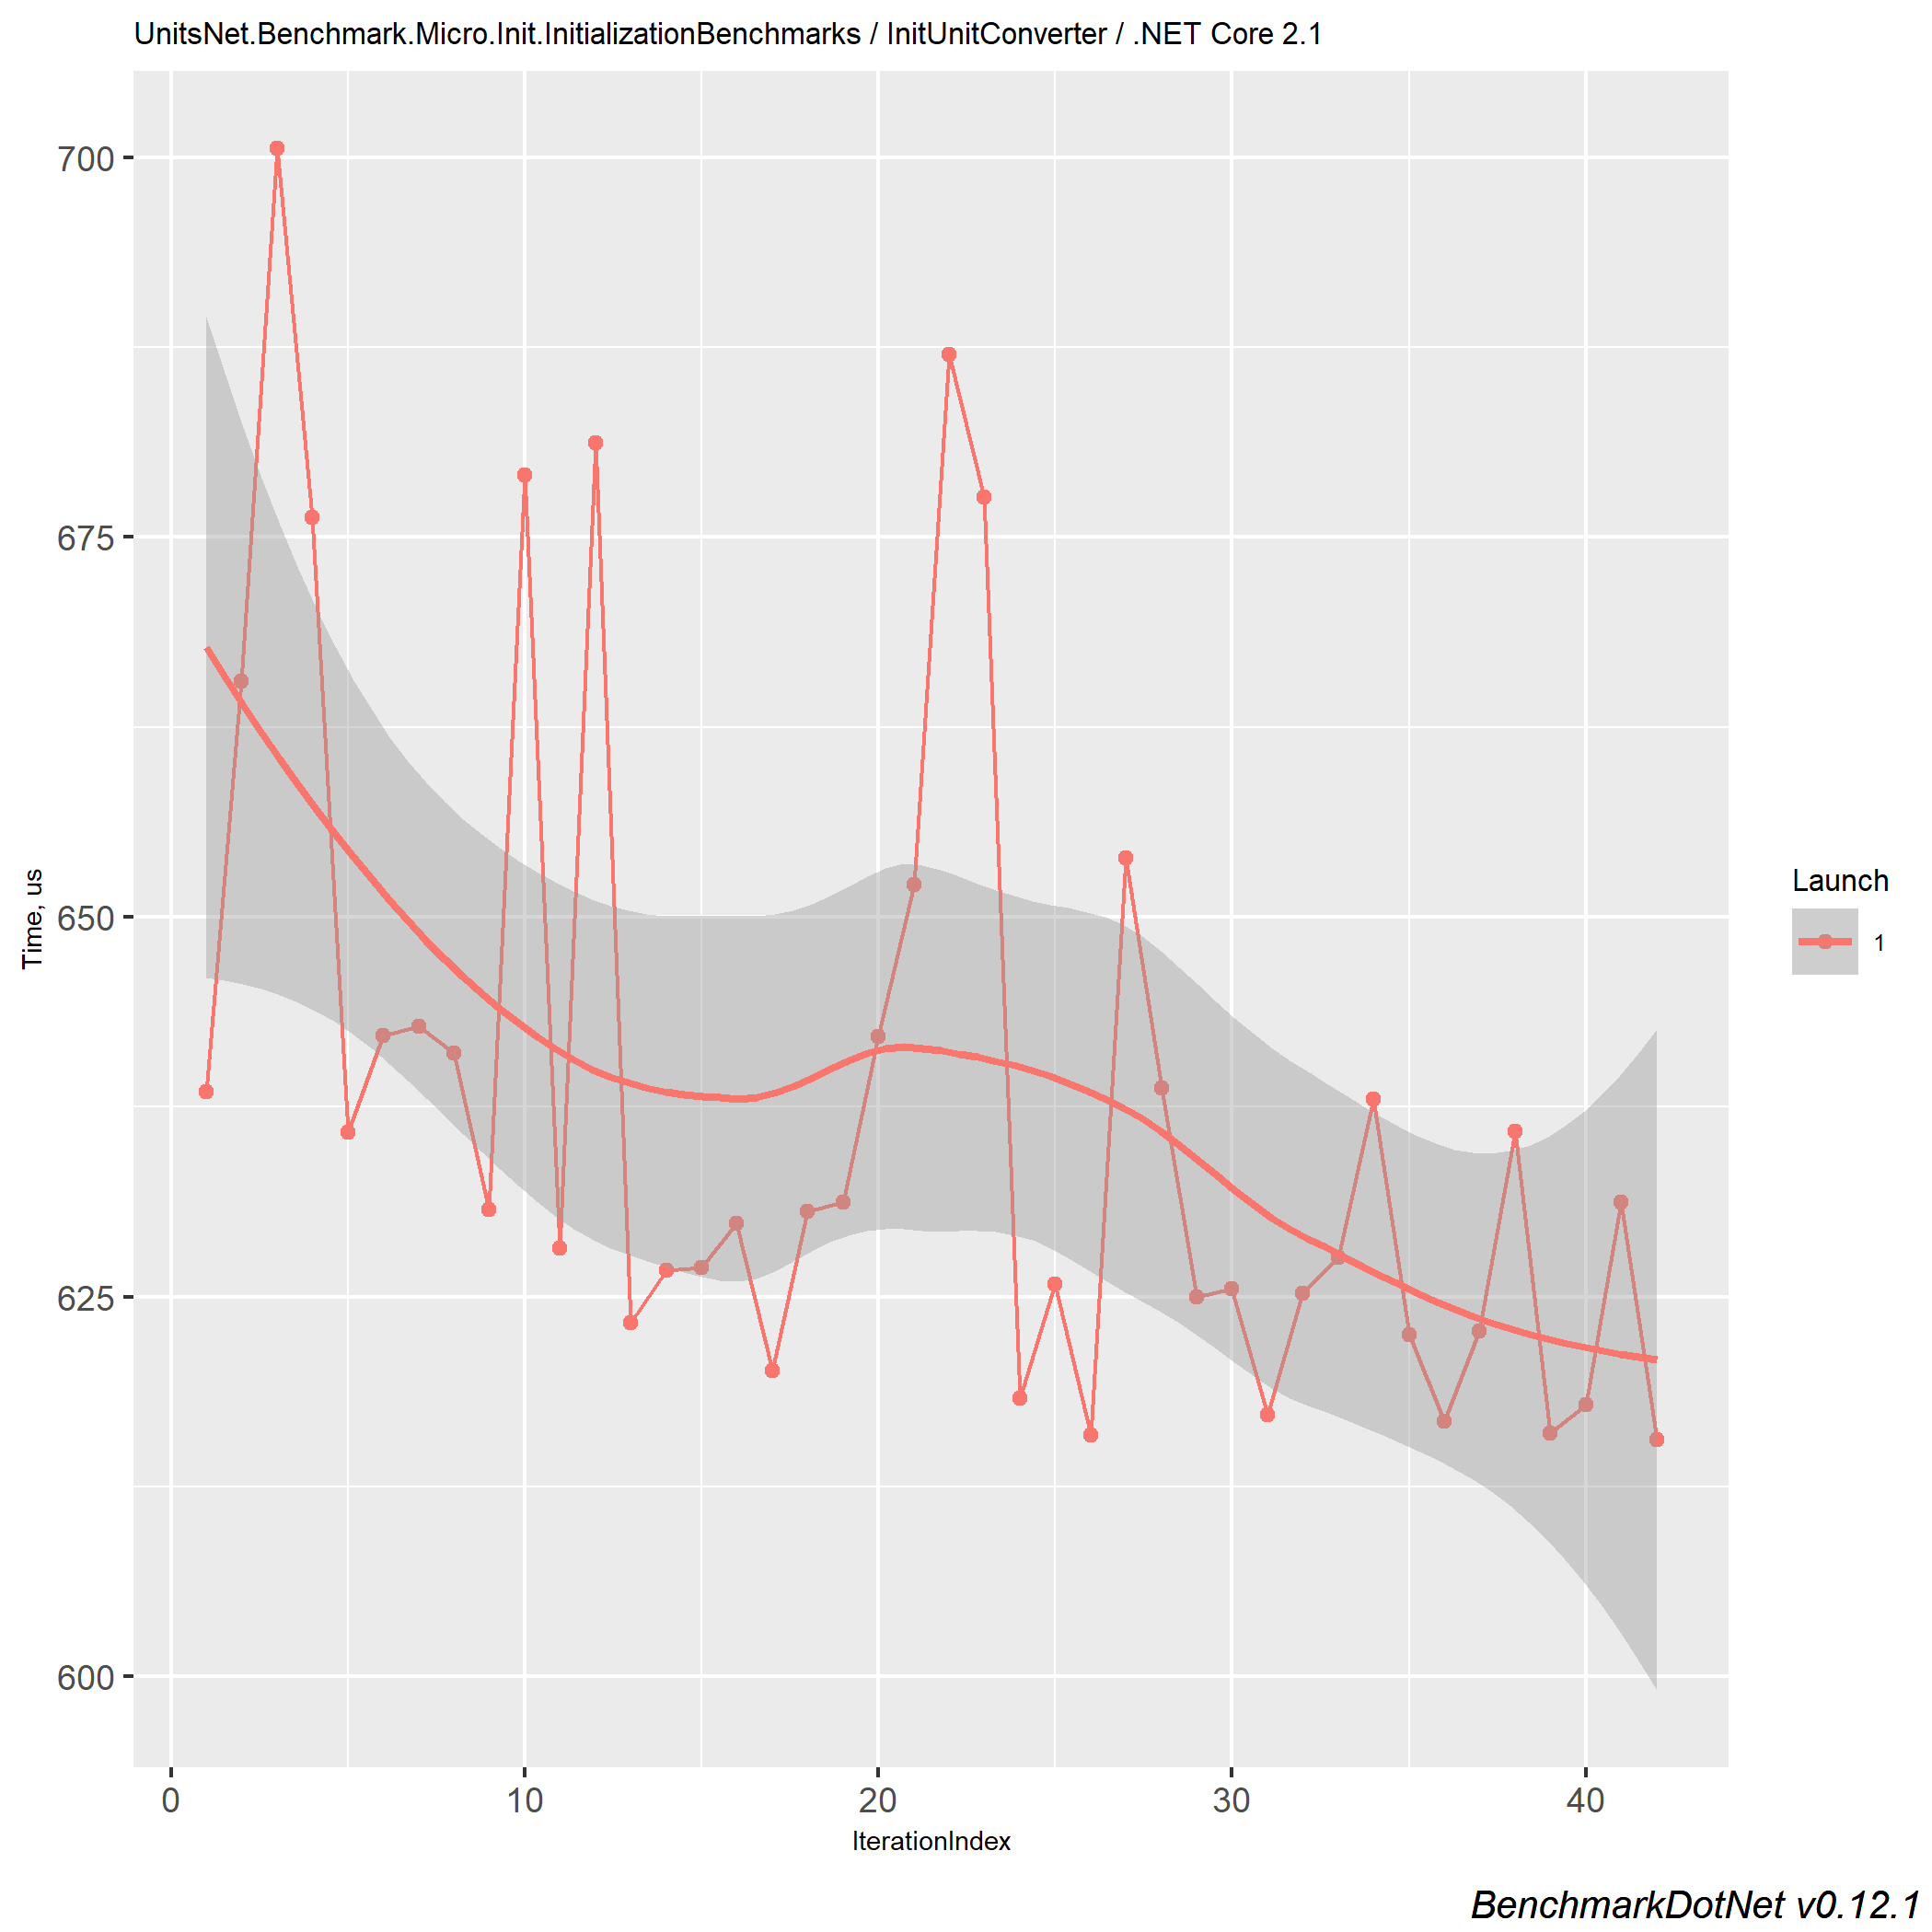 UnitsNet.Benchmark.Micro.Init.InitializationBenchmarks / InitUnitConverter / .NET Core 2.1
700
675
650
625
600
Time, us
0 10 20 30 40
IterationIndex
Launch
1
BenchmarkDotNet v0.12.1